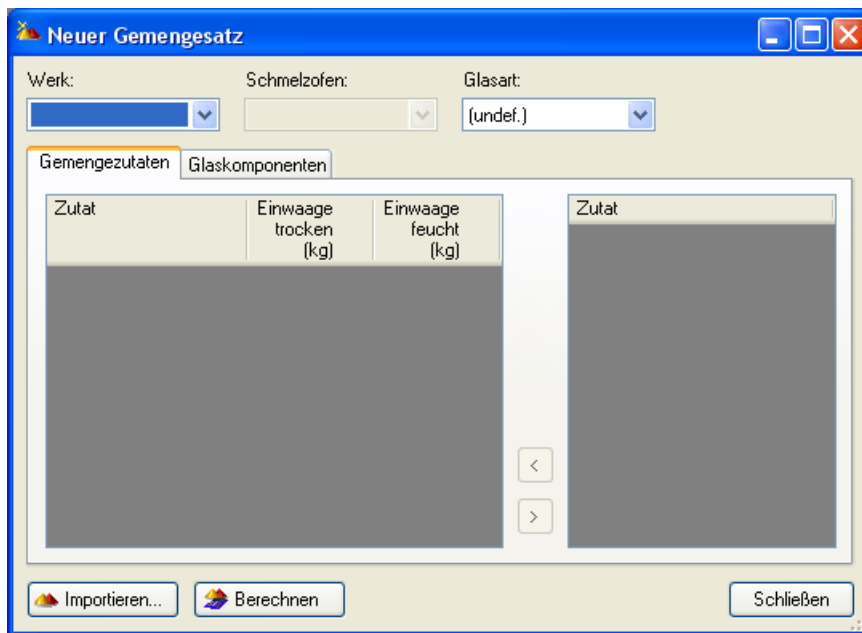 Neuer Gemengesatz
Werk: Schmelzofen: Glasart:
(undef.)
Gemengezutaten Glaskomponenten
Zutat Einwaage Einwaage Zutat
trocken feucht
(kg) (kg)
<
>
Importieren... Berechnen Schließen